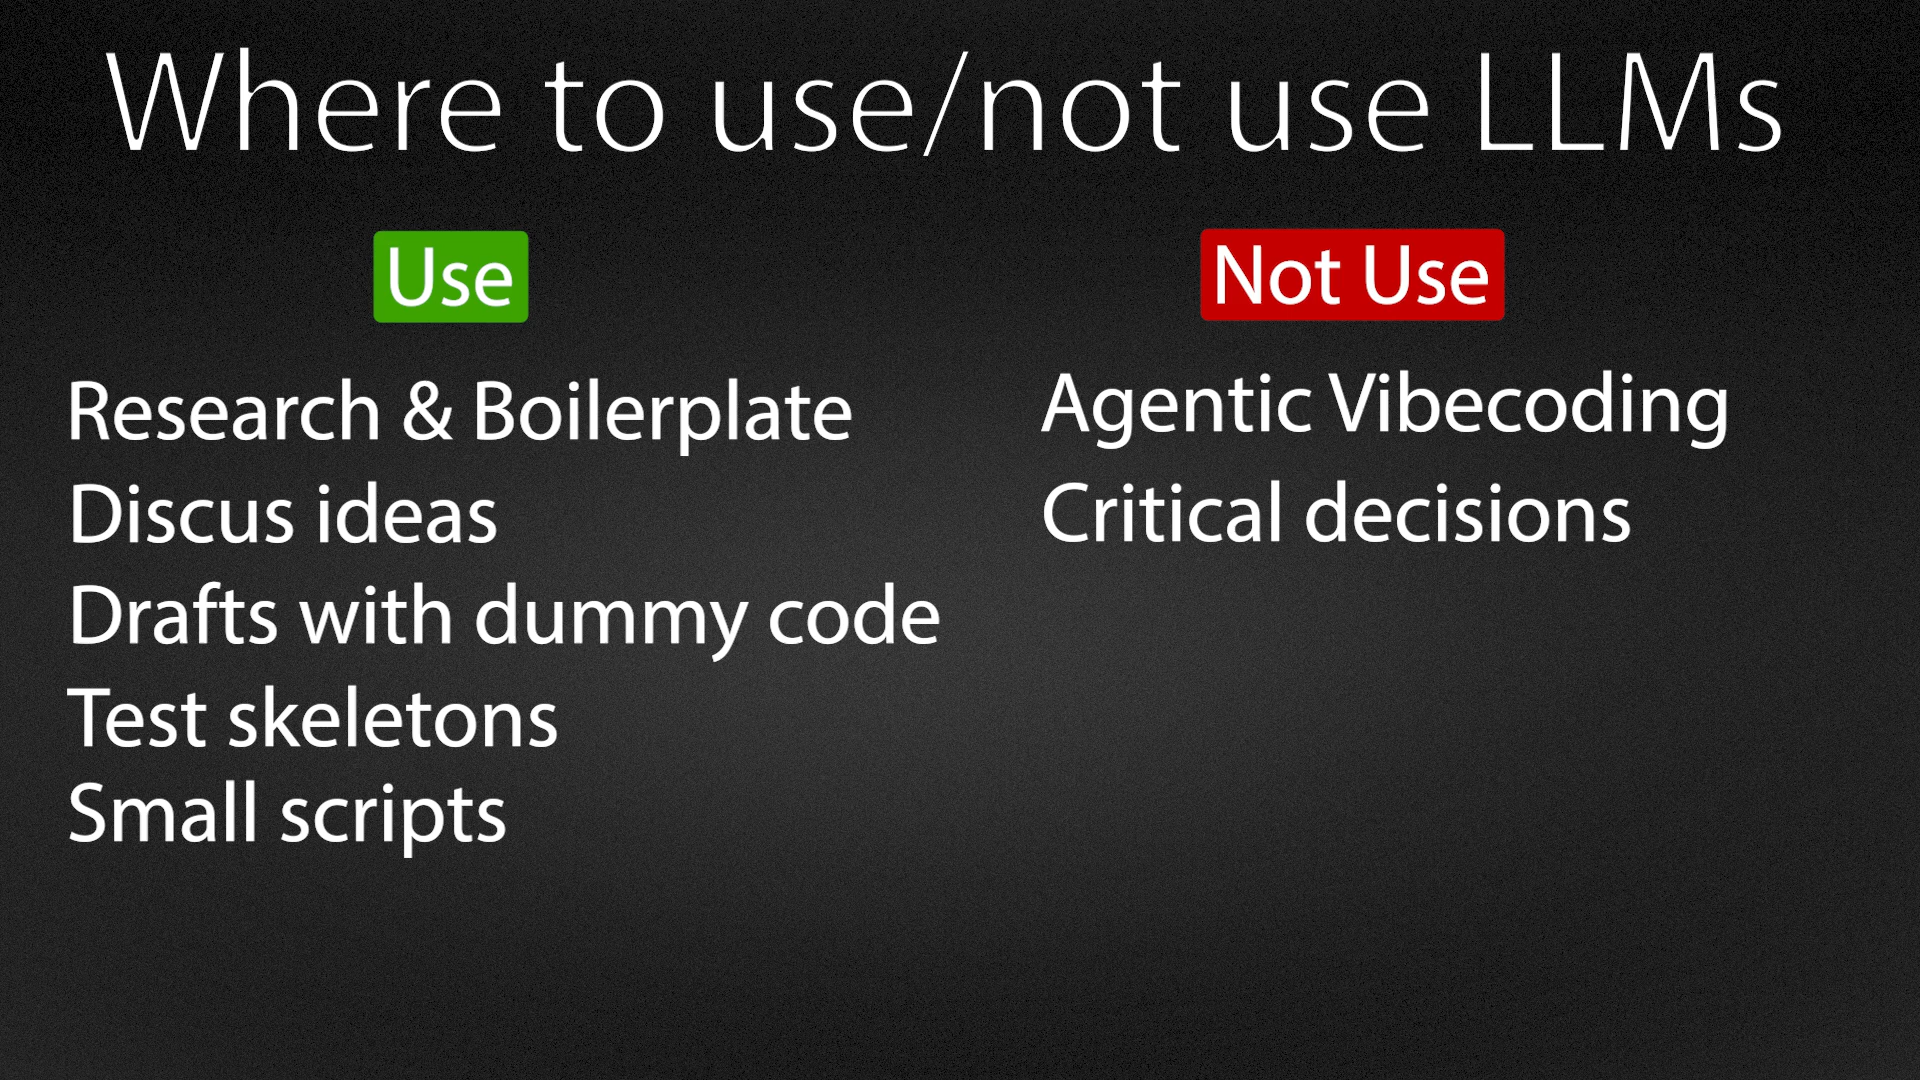 Where to use/not use LLMs
Use
Research & Boilerplate
Discus ideas
Drafts with dummy code
Test skeletons
Small scripts
Not Use
Agentic Vibecoding
Critical decisions